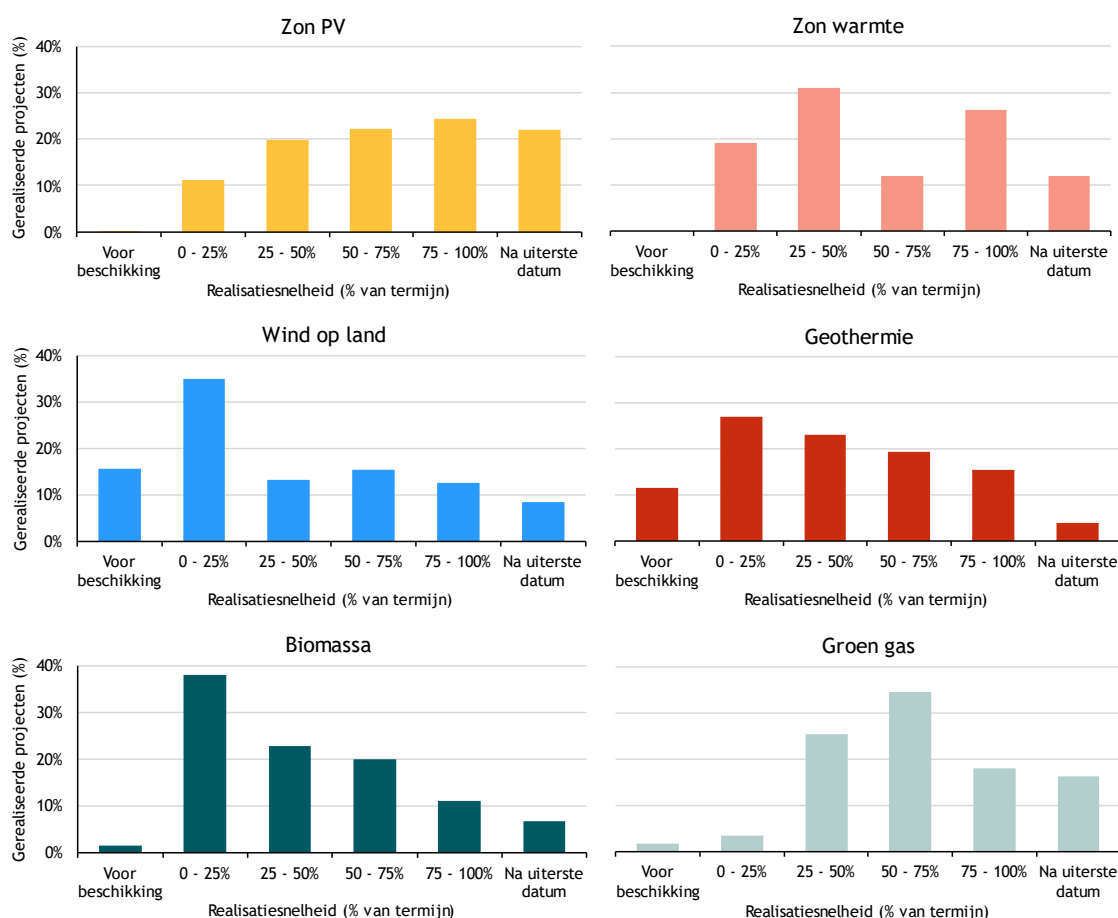 Zon PV
Gerealiseerde projecten (%)
40%
30%
20%
10%
0%
Voor beschikking
0 - 25%
25 - 50%
50 - 75%
75 - 100%
Na uiterste datum
Realisatiesnelheid (% van termijn)
Zon warmte
Voor beschikking
0 - 25%
25 - 50%
50 - 75%
75 - 100%
Na uiterste datum
Realisatiesnelheid (% van termijn)
Wind op land
Gerealiseerde projecten (%)
40%
30%
20%
10%
0%
Voor beschikking
0 - 25%
25 - 50%
50 - 75%
75 - 100%
Na uiterste datum
Realisatiesnelheid (% van termijn)
Geothermie
Voor beschikking
0 - 25%
25 - 50%
50 - 75%
75 - 100%
Na uiterste datum
Realisatiesnelheid (% van termijn)
Biomassa
Gerealiseerde projecten (%)
40%
30%
20%
10%
0%
Voor beschikking
0 - 25%
25 - 50%
50 - 75%
75 - 100%
Na uiterste datum
Realisatiesnelheid (% van termijn)
Groen gas
Voor beschikking
0 - 25%
25 - 50%
50 - 75%
75 - 100%
Na uiterste datum
Realisatiesnelheid (% van termijn)